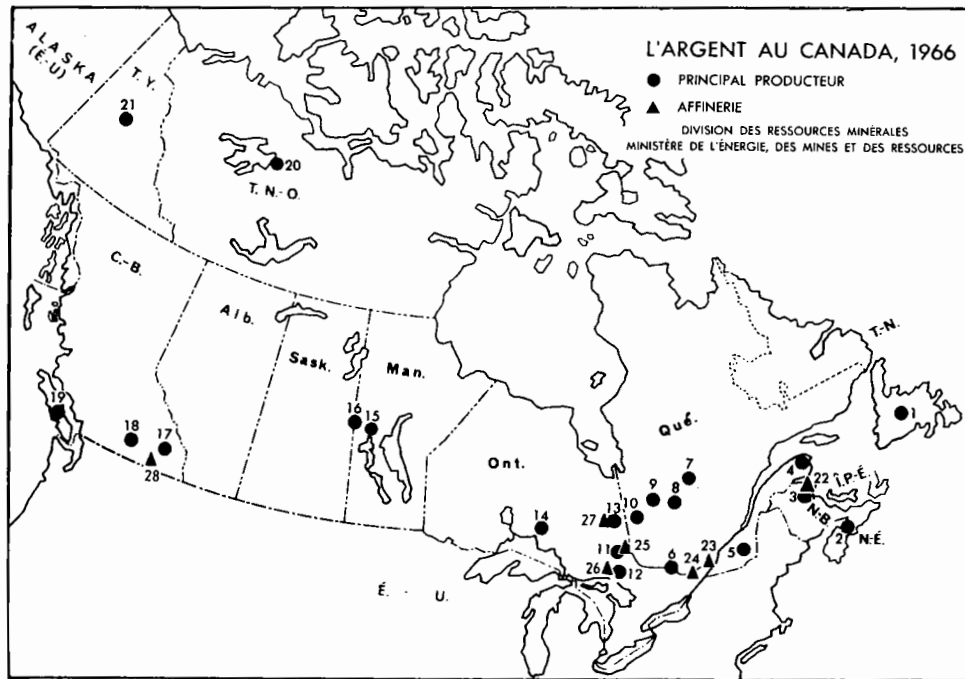 L'ARGENT AU CANADA, 1966
● PRINCIPAL PRODUCTEUR
▲ AFFINERIE
DIVISION DES RESSOURCES MINÉRALES
MINISTÈRE DE L'ÉNERGIE, DES MINES ET DES RESSOURCES
ALASKA
(É.-U)
T.Y.
21
20
T.N.-O.
C.-B.
Alb.
Sask.
Man.
T.-N.
19
18
17
28
16
15
Ont.
Qué.
1
7
9
8
10
4
22
Î.P.-É.
3
N-B.
2
N.-É.
14
27
13
11
25
26
12
6
24
23
5
É. - U.